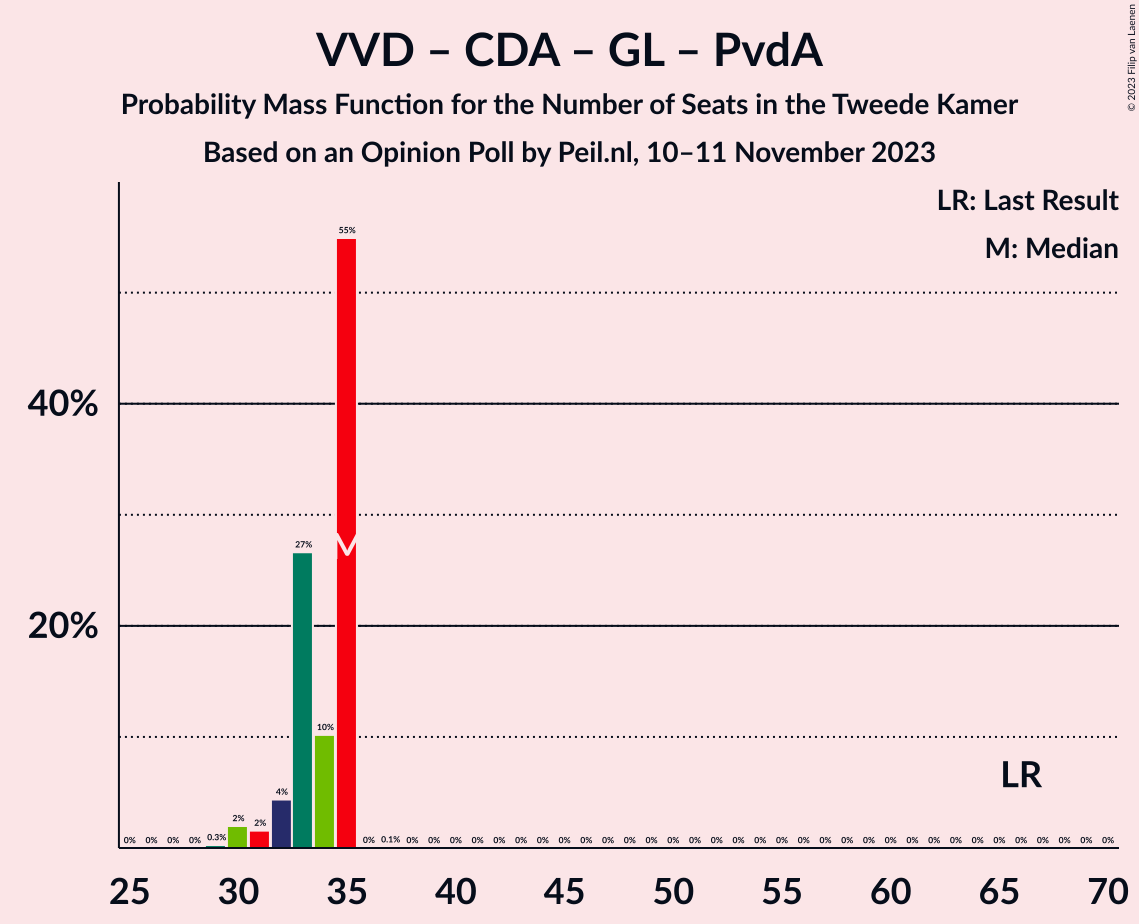 VVD – CDA – GL – PvdA
Probability Mass Function for the Number of Seats in the Tweede Kamer
Based on an Opinion Poll by Peil.nl, 10–11 November 2023
© 2023 Filip van Laenen
LR: Last Result
M: Median
55%
40%
27%
20%
10%
LR
4%
2% 2%
0% 0% 0% 0% 0.3% 0% 0.1% 0% 0% 0% 0% 0% 0% 0% 0% 0% 0% 0% 0% 0% 0% 0% 0% 0% 0% 0% 0% 0% 0% 0% 0% 0% 0% 0% 0% 0% 0% 0% 0% 0%
M
25 30 35 40 45 50 55 60 65 70